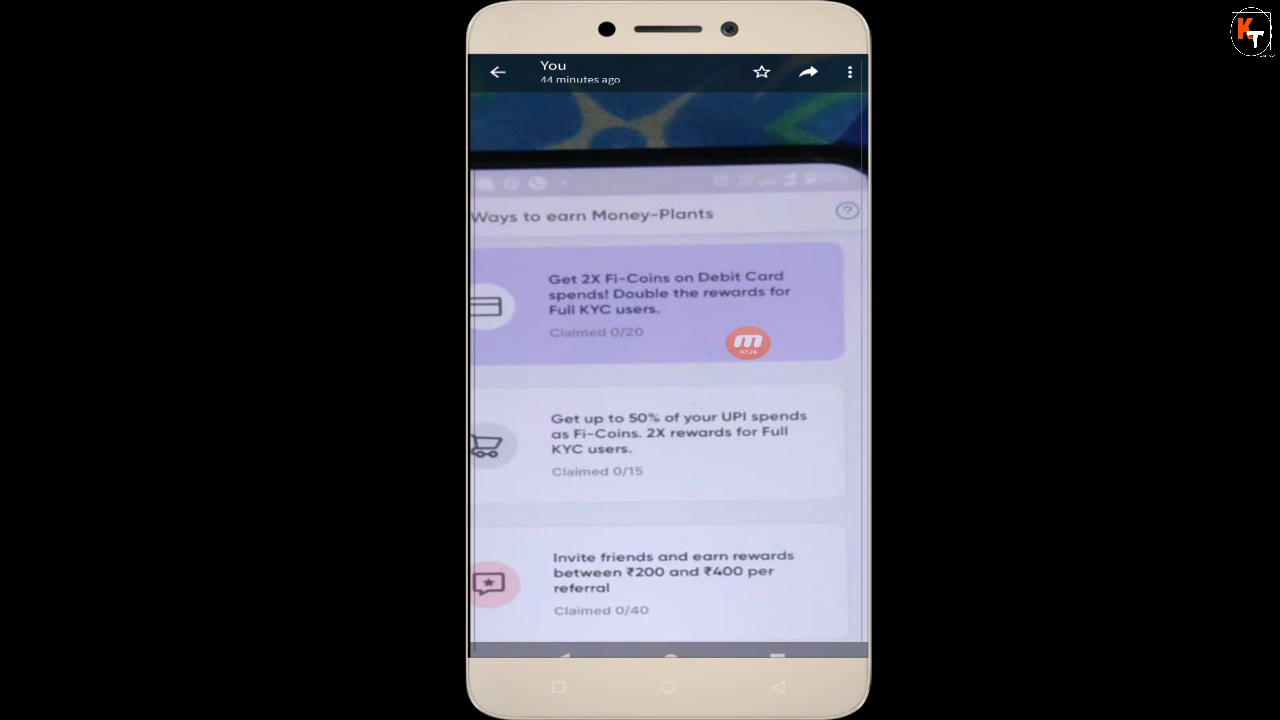 KT
You
44 minutes ago
Ways to earn Money-Plants
?
Get 2X Fi-Coins on Debit Card
spends! Double the rewards for
Full KYC users.
Claimed 0/20
m
07:24
Get up to 50% of your UPI spends
as Fi-Coins. 2X rewards for Full
KYC users.
Claimed 0/15
Invite friends and earn rewards
between ₹200 and ₹400 per
referral
Claimed 0/40